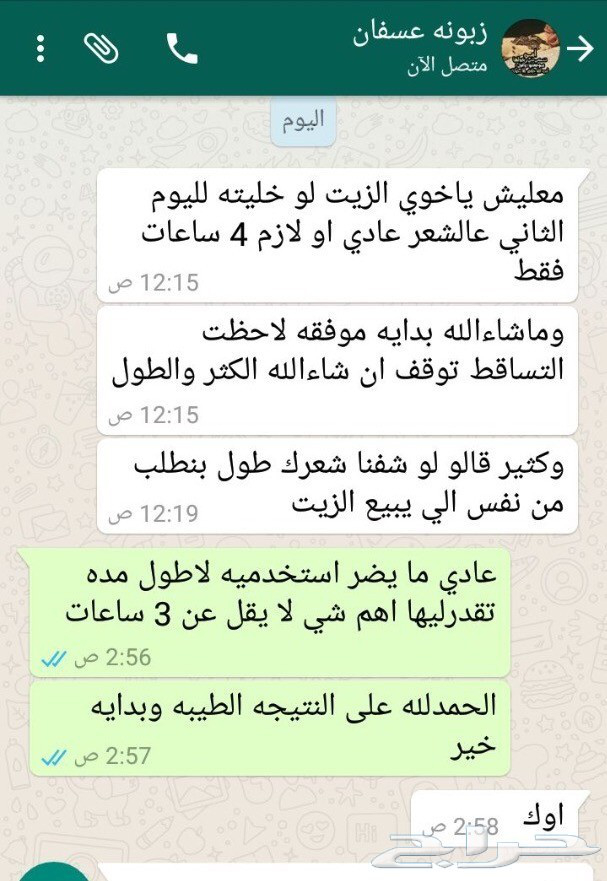 زبونه عسفان
متصل الآن
اليوم
معليش ياخوي الزيت لو خليته لليوم
الثاني عالشعر عادي او لازم 4 ساعات
فقط
12:15 ص
وماشاءالله بدايه موفقه لاحظت
التساقط توقف ان شاءالله الكثر والطول
12:15 ص
وكثير قالو لو شفنا شعرك طول بنطلب
من نفس الي يبيع الزيت
12:19 ص
عادي ما يضر استخدميه لاطول مده
تقدرليها اهم شي لا يقل عن 3 ساعات
2:56 ص
الحمدلله على النتيجه الطيبه وبدايه
خير
2:57 ص
اوك
2:58 ص
حراج